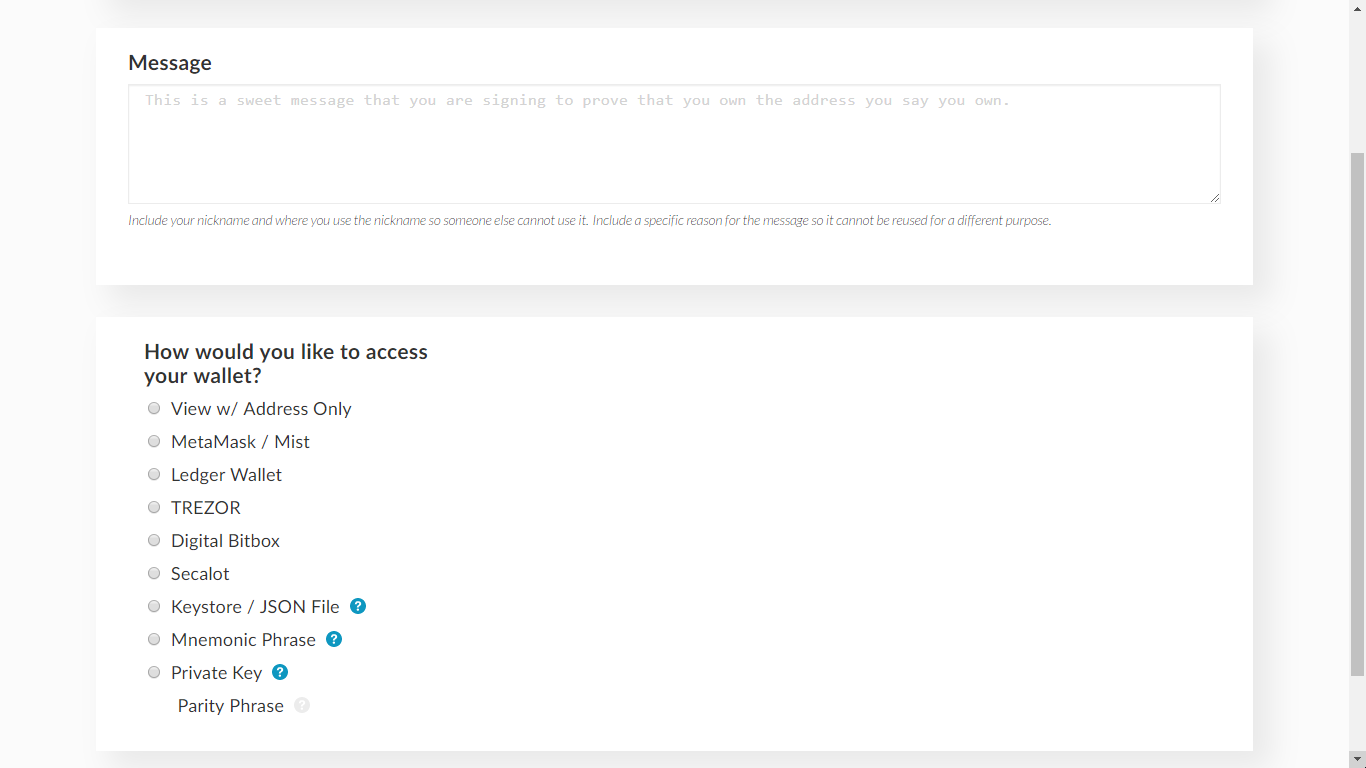 Message
This is a sweet message that you are signing to prove that you own the address you say you own.
Include your nickname and where you use the nickname so someone else cannot use it. Include a specific reason for the message so it cannot be reused for a different purpose.
How would you like to access
your wallet?
View w/ Address Only
MetaMask / Mist
Ledger Wallet
TREZOR
Digital Bitbox
Secalot
Keystore / JSON File ?
Mnemonic Phrase ?
Private Key ?
Parity Phrase ?